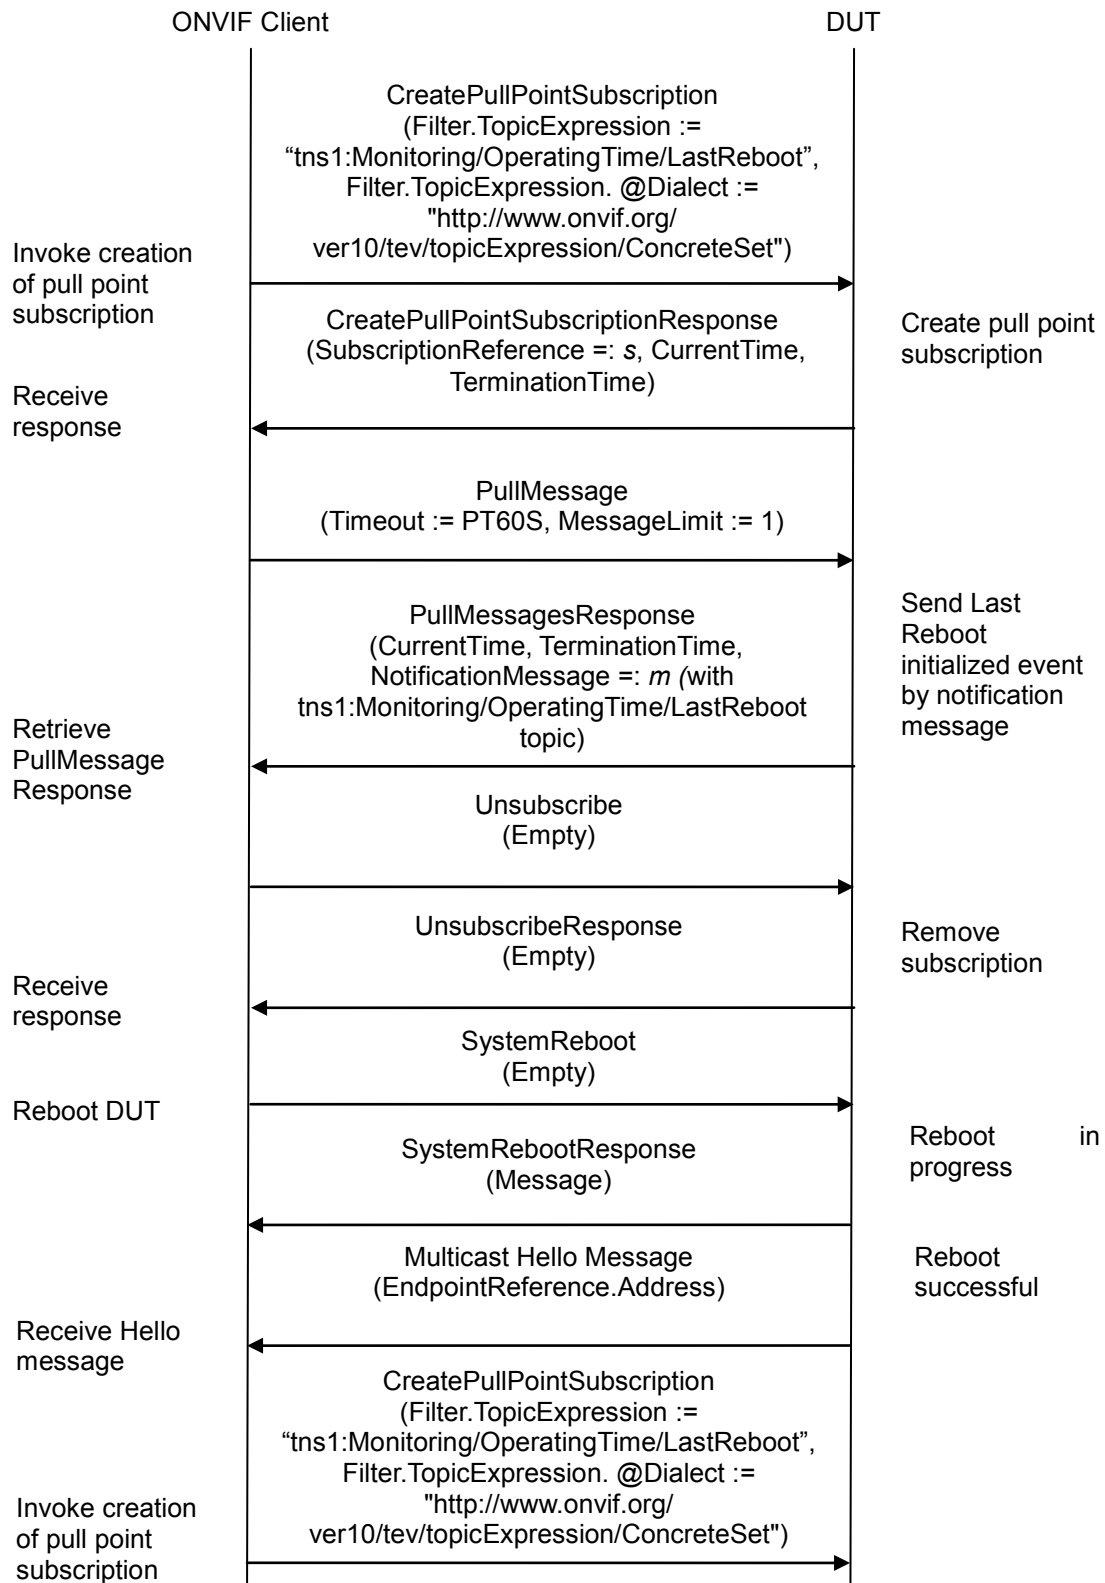 ONVIF Client
DUT
CreatePullPointSubscription
(Filter.TopicExpression :=
“tns1:Monitoring/OperatingTime/LastReboot”,
Filter.TopicExpression. @Dialect :=
"http://www.onvif.org/
ver10/tev/topicExpression/ConcreteSet")
Invoke creation
of pull point
subscription
CreatePullPointSubscriptionResponse
(SubscriptionReference =: s, CurrentTime,
TerminationTime)
Create pull point
subscription
Receive
response
PullMessage
(Timeout := PT60S, MessageLimit := 1)
PullMessagesResponse
(CurrentTime, TerminationTime,
NotificationMessage =: m (with
tns1:Monitoring/OperatingTime/LastReboot
topic)
Send Last
Reboot
initialized event
by notification
message
Retrieve
PullMessage
Response
Unsubscribe
(Empty)
UnsubscribeResponse
(Empty)
Remove
subscription
Receive
response
SystemReboot
(Empty)
Reboot DUT
SystemRebootResponse
(Message)
Reboot in
progress
Multicast Hello Message
(EndpointReference.Address)
Reboot
successful
Receive Hello
message
CreatePullPointSubscription
(Filter.TopicExpression :=
“tns1:Monitoring/OperatingTime/LastReboot”,
Filter.TopicExpression. @Dialect :=
"http://www.onvif.org/
ver10/tev/topicExpression/ConcreteSet")
Invoke creation
of pull point
subscription